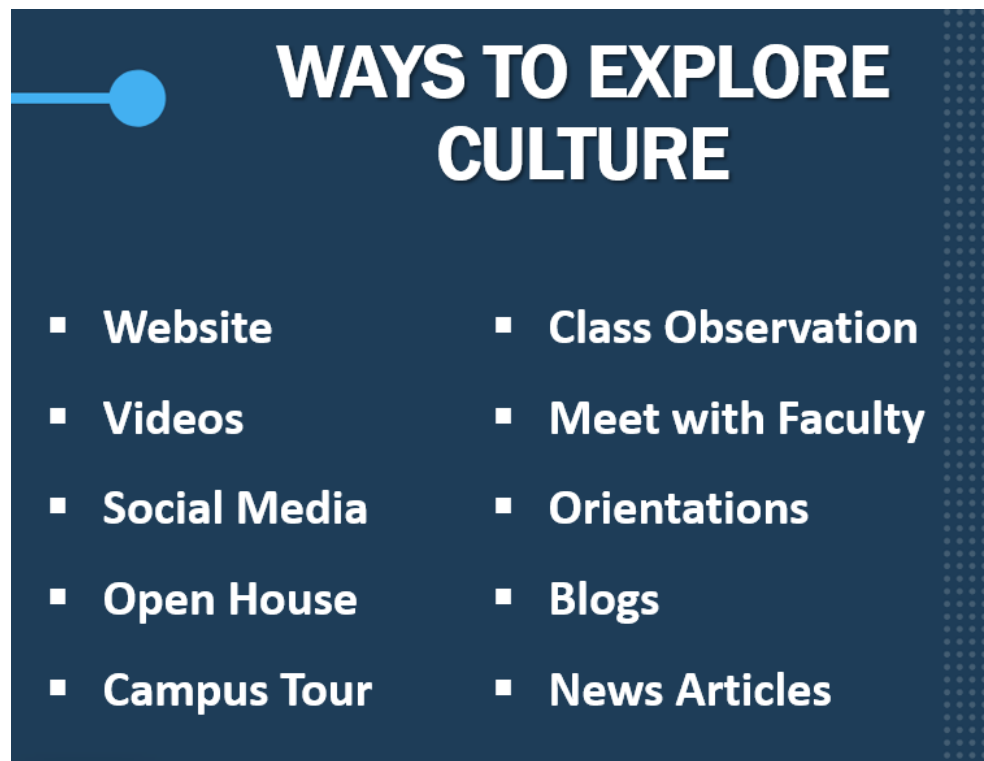 WAYS TO EXPLORE
CULTURE
▪ Website
▪ Videos
▪ Social Media
▪ Open House
▪ Campus Tour
▪ Class Observation
▪ Meet with Faculty
▪ Orientations
▪ Blogs
▪ News Articles